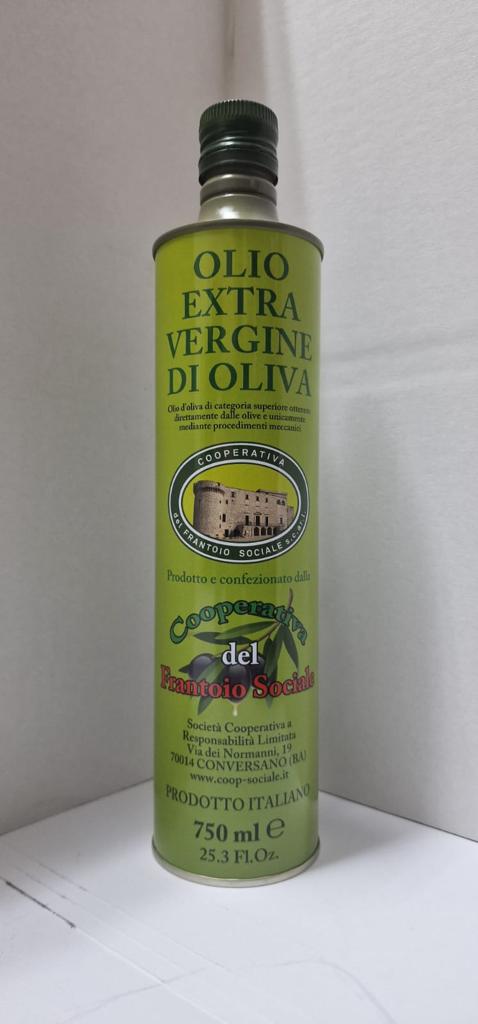 OLIO
EXTRA
VERGINE
DI OLIVA
Olio d'oliva di categoria superiore ottenuto
direttamente dalle olive e unicamente
mediante procedimenti meccanici
COOPERATIVA
del FRANTOIO SOCIALE s.c.ar.l.
Prodotto e confezionato dalla
Cooperativa
del
Frantoio Sociale
Società Cooperativa a
Responsabilità Limitata
Via dei Normanni, 19
70014 CONVERSANO (BA)
www.coop-sociale.it
PRODOTTO ITALIANO
750 ml ℮
25.3 Fl.Oz.